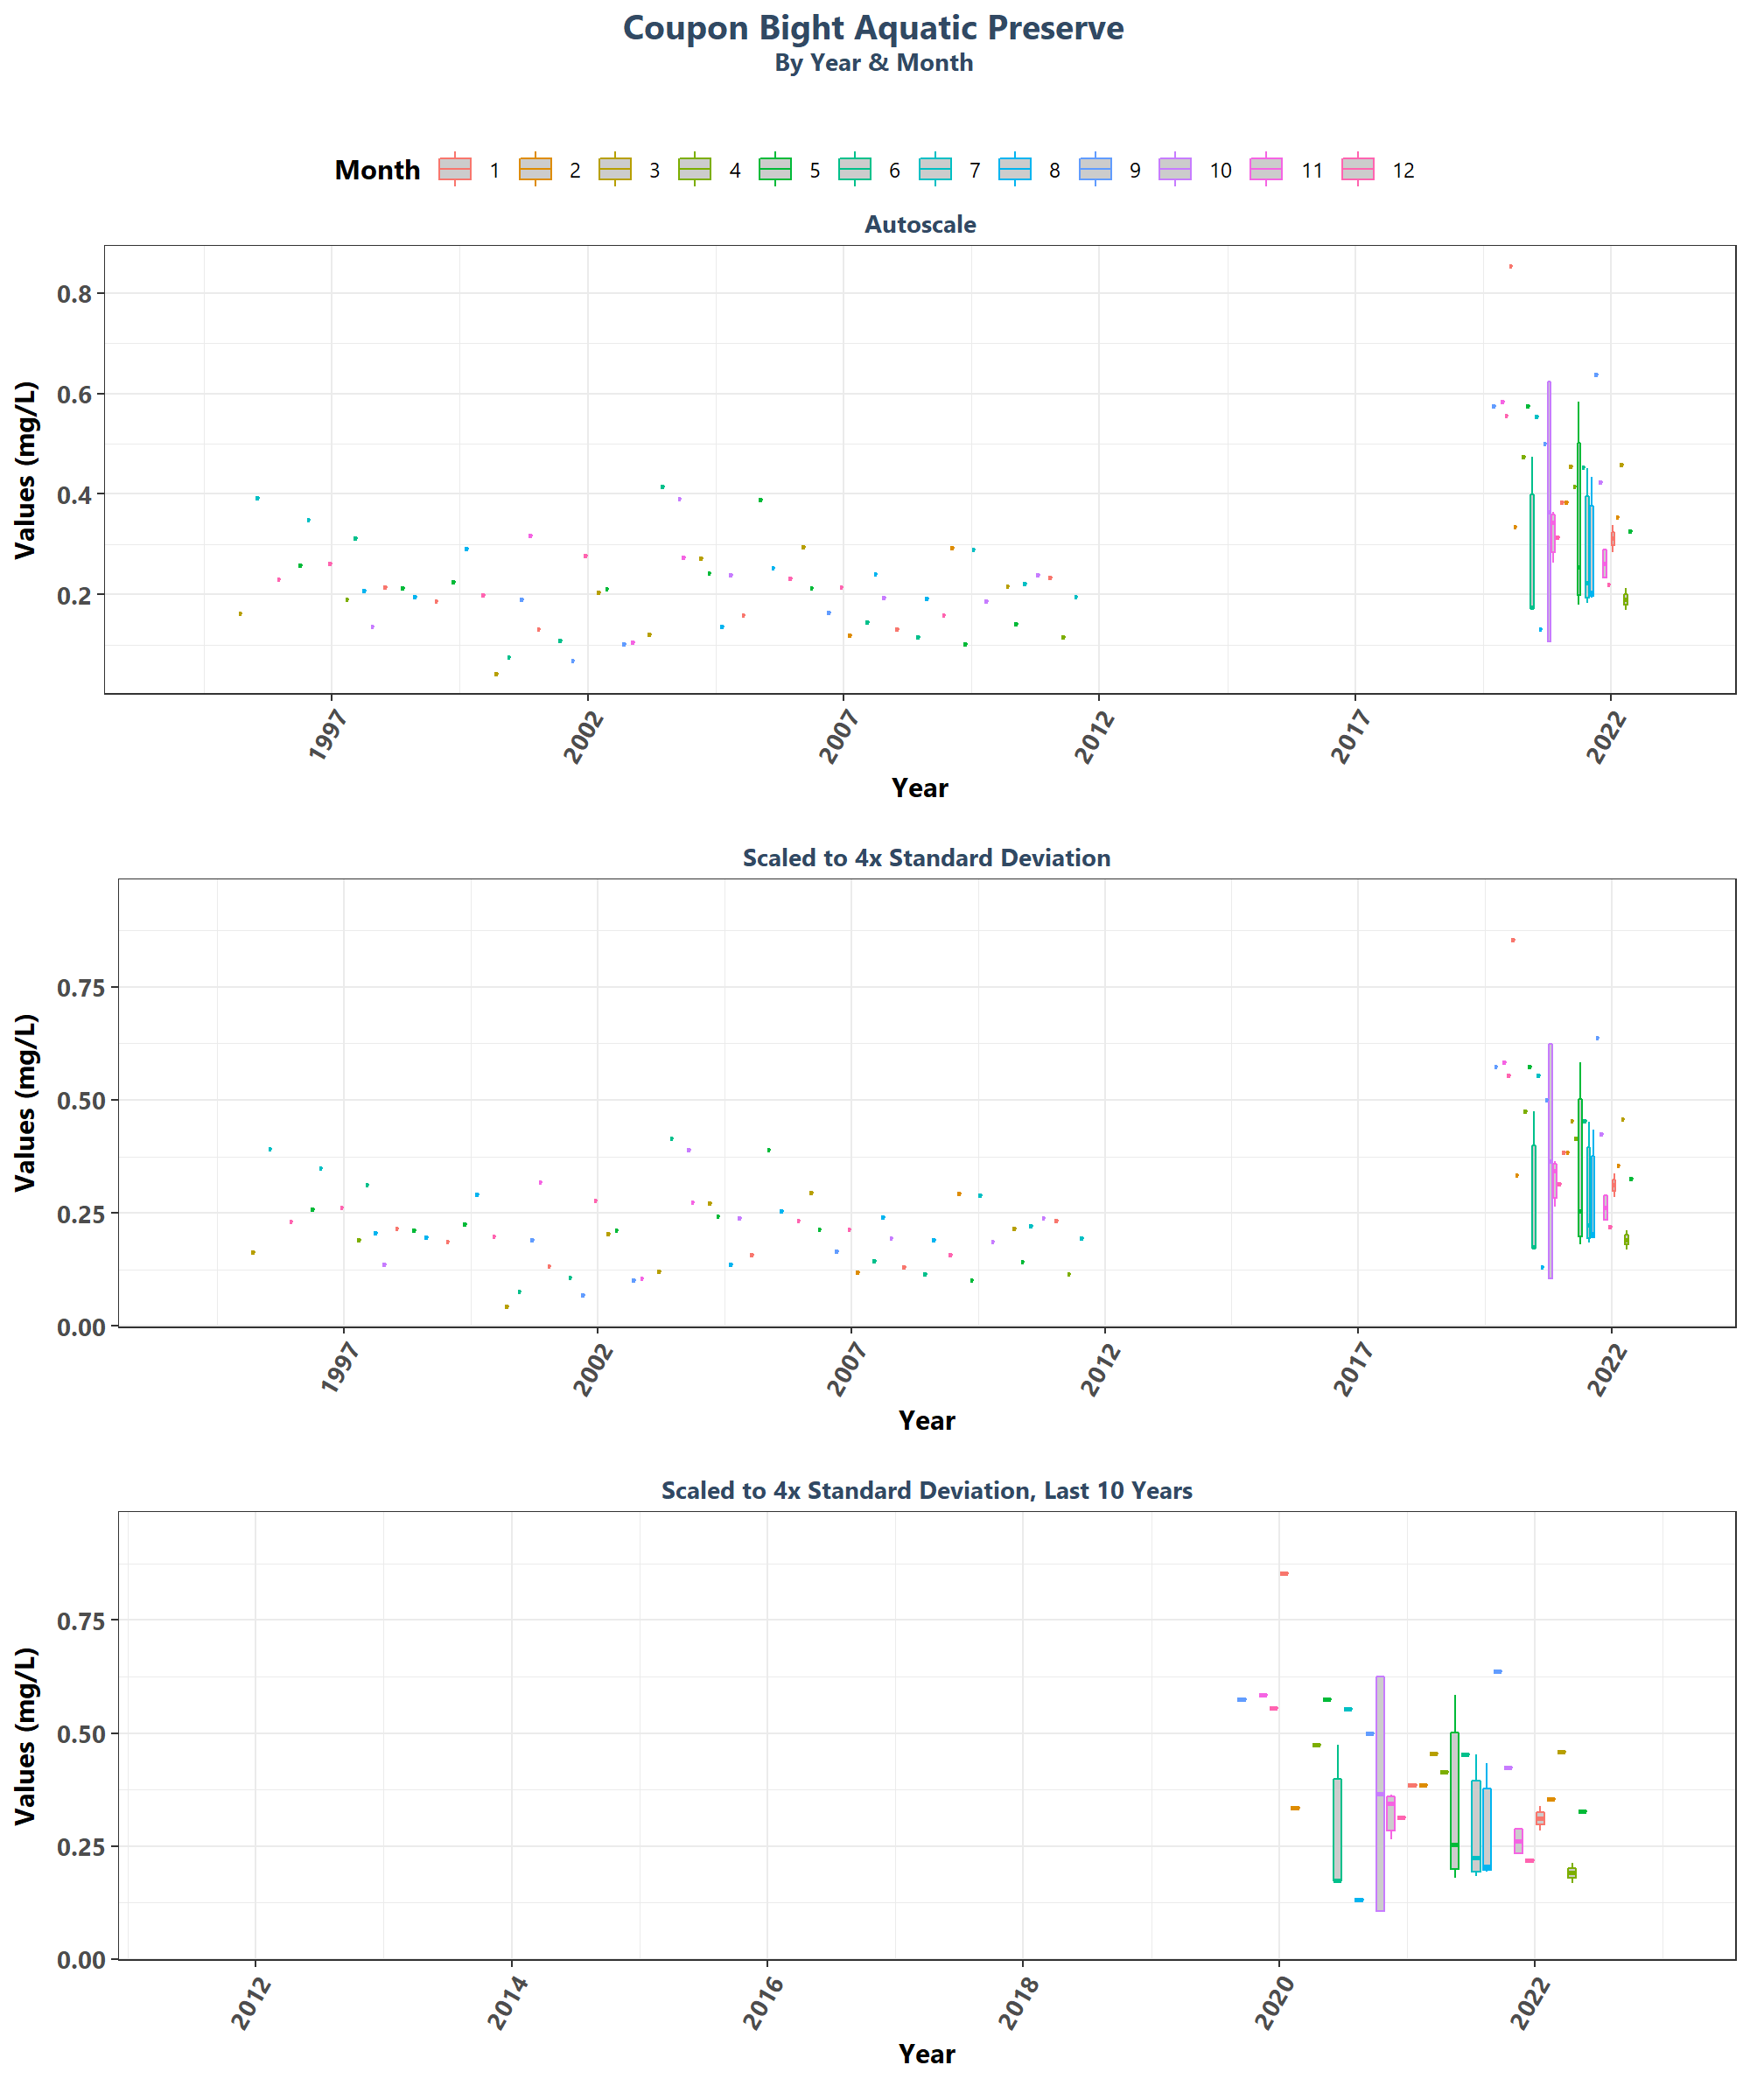 Coupon Bight Aquatic Preserve
By Year & Month
Month 1 2 3 4 5 6 7 8 9 10 11 12
Autoscale
Values (mg/L)
0.8
0.6
0.4
0.2
1997 2002 2007 2012 2017 2022
Year
Scaled to 4x Standard Deviation
Values (mg/L)
0.75
0.50
0.25
0.00
1997 2002 2007 2012 2017 2022
Year
Scaled to 4x Standard Deviation, Last 10 Years
Values (mg/L)
0.75
0.50
0.25
0.00
2012 2014 2016 2018 2020 2022
Year